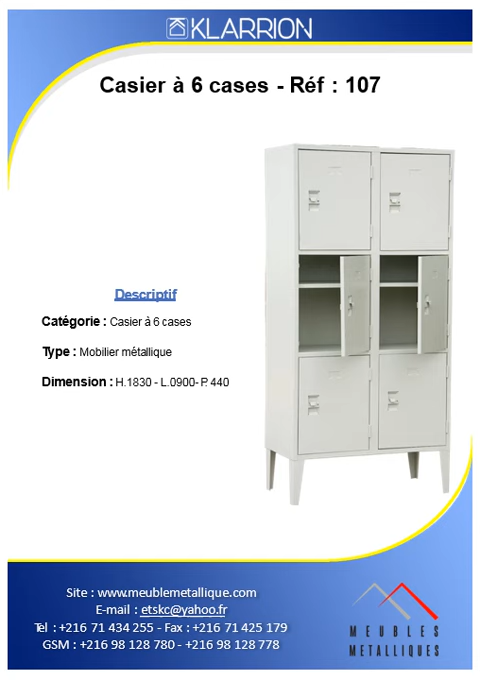 KLARRION
Casier à 6 cases - Réf : 107
Descriptif
Catégorie : Casier à 6 cases
Type : Mobilier métallique
Dimension : H.1830 - L.0900- P. 440
Site : www.meublemetallique.com
E-mail : etskc@yahoo.fr
Tel : +216 71 434 255 - Fax : +216 71 425 179
GSM : +216 98 128 780 - +216 98 128 778
MEUBLES
METALLIQUES